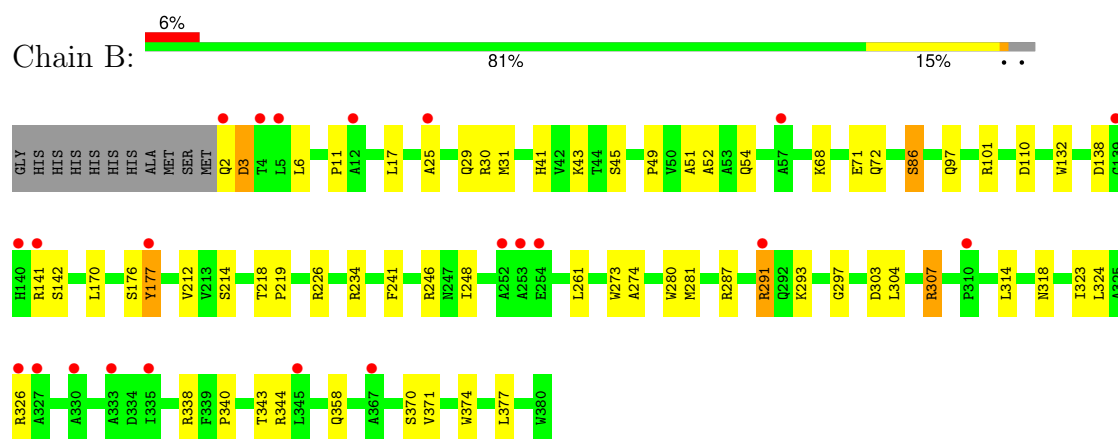 6%
Chain B:
81% 15% • •
GLY HIS HIS HIS HIS HIS HIS ALA MET SER MET Q2 D3 T4 L5 L6 P11 A12 L17 A25 Q29 R30 M31 H41 V42 K43 T44 S45 P49 V50 A51 A52 A53 Q54 A57 K68 E71 Q72 S86 Q97 R101 D110 W132 D138 G139
H140 R141 S142 L170 S176 Y177 V212 V213 S214 T218 P219 R226 R234 F241 R246 N247 I248 A252 A253 E254 L261 W273 A274 W280 M281 R287 R291 Q292 K293 G297 D303 L304 R307 P310 L314 N318 I323 L324 A325
R326 A327 A330 A333 D334 I335 R338 F339 P340 T343 R344 L345 Q358 A367 S370 V371 W374 L377 W380